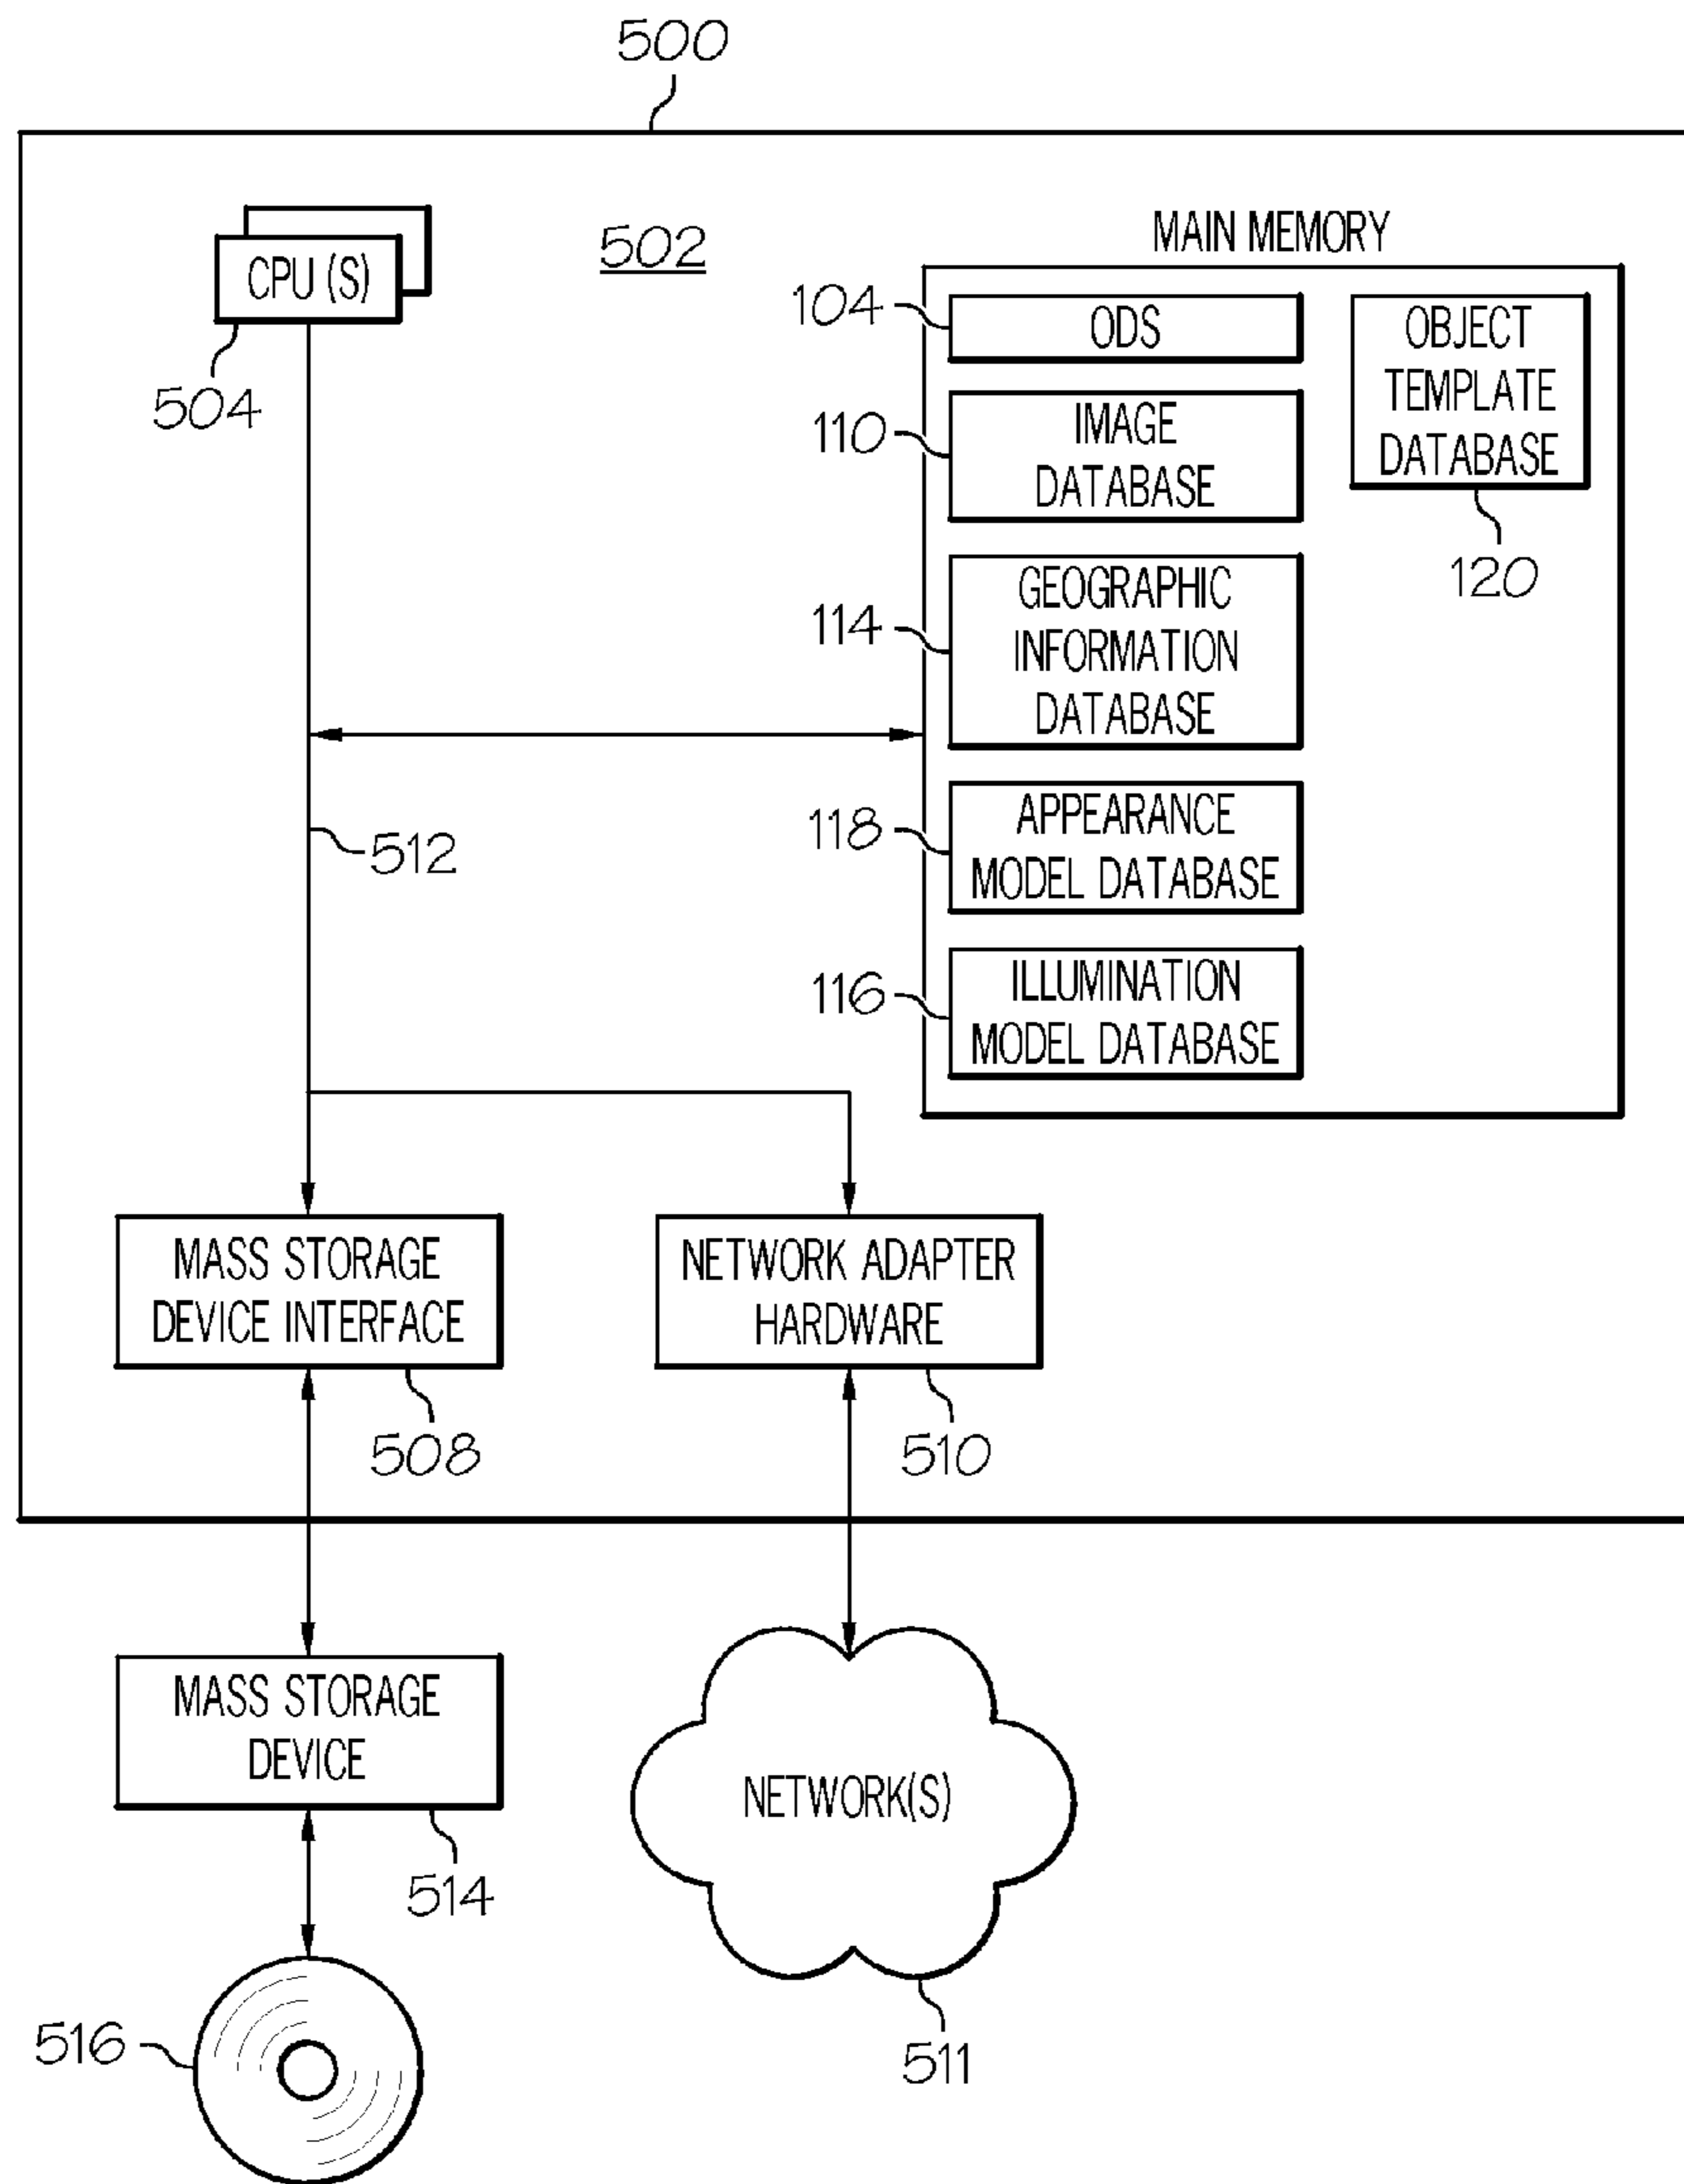 500
CPU (S)
502
504
MAIN MEMORY
104
ODS
OBJECT
TEMPLATE
DATABASE
120
110
IMAGE
DATABASE
114
GEOGRAPHIC
INFORMATION
DATABASE
512
118
APPEARANCE
MODEL DATABASE
116
ILLUMINATION
MODEL DATABASE
MASS STORAGE
DEVICE INTERFACE
508
NETWORK ADAPTER
HARDWARE
510
MASS STORAGE
DEVICE
514
NETWORK(S)
511
516